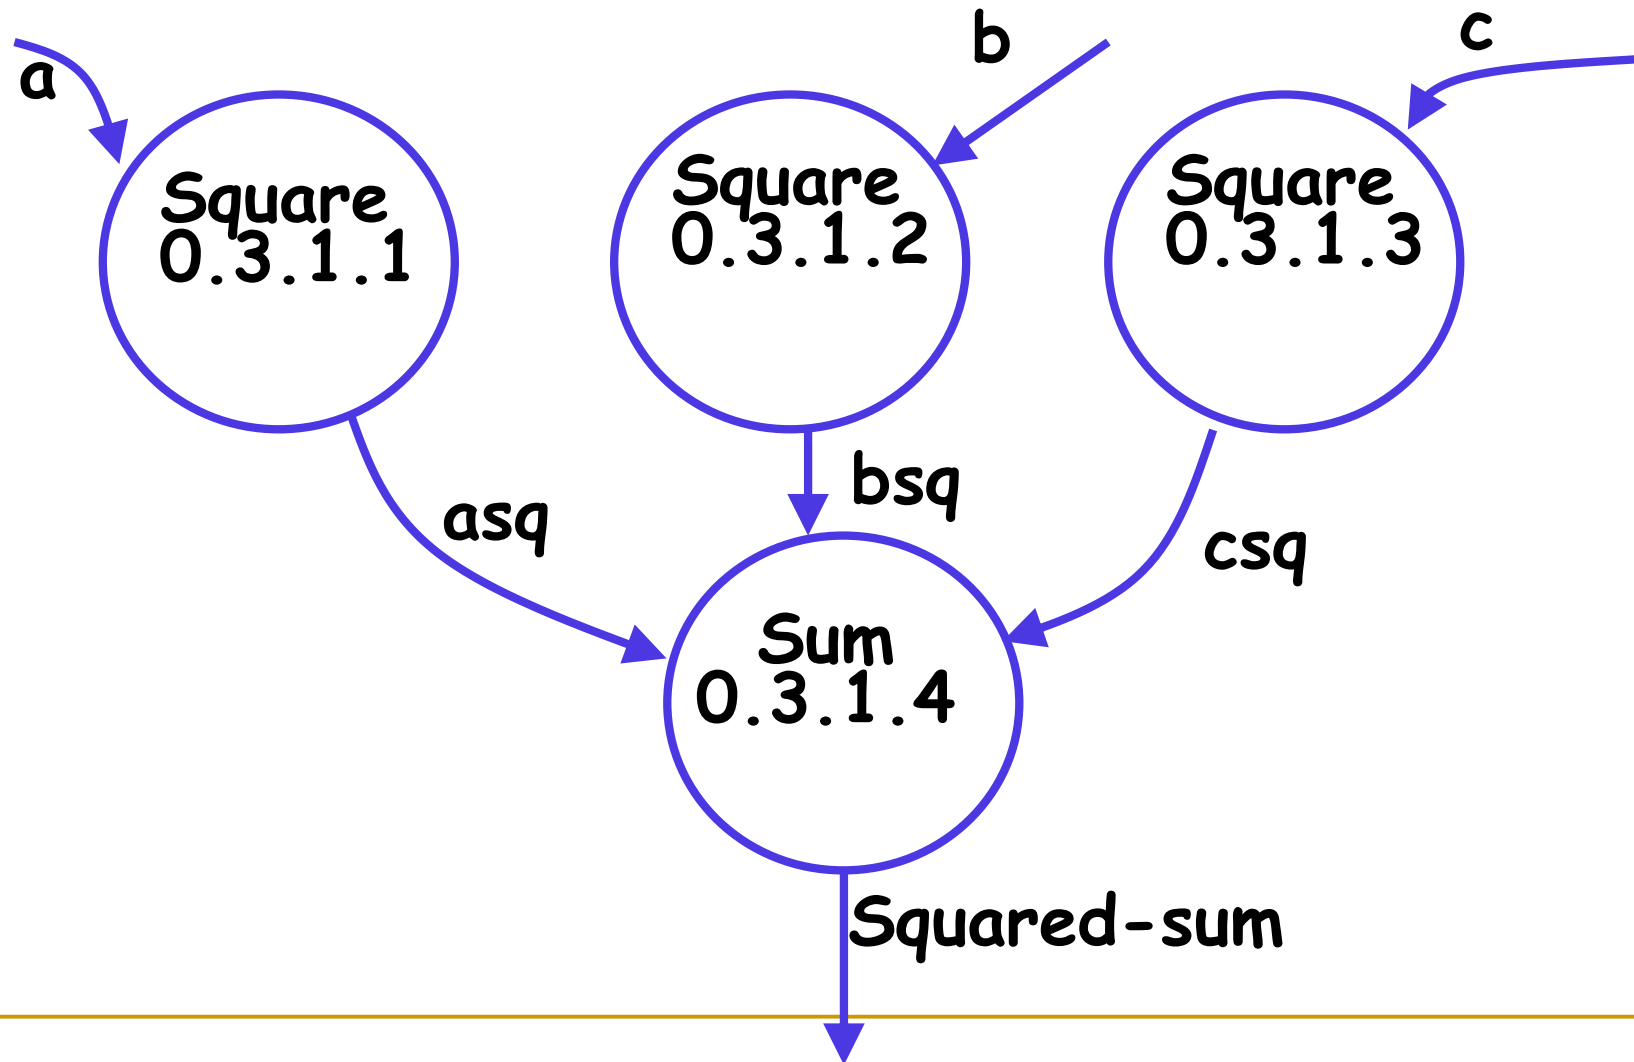 a
b
c
Square
0.3.1.1
Square
0.3.1.2
Square
0.3.1.3
asq
bsq
csq
Sum
0.3.1.4
Squared-sum